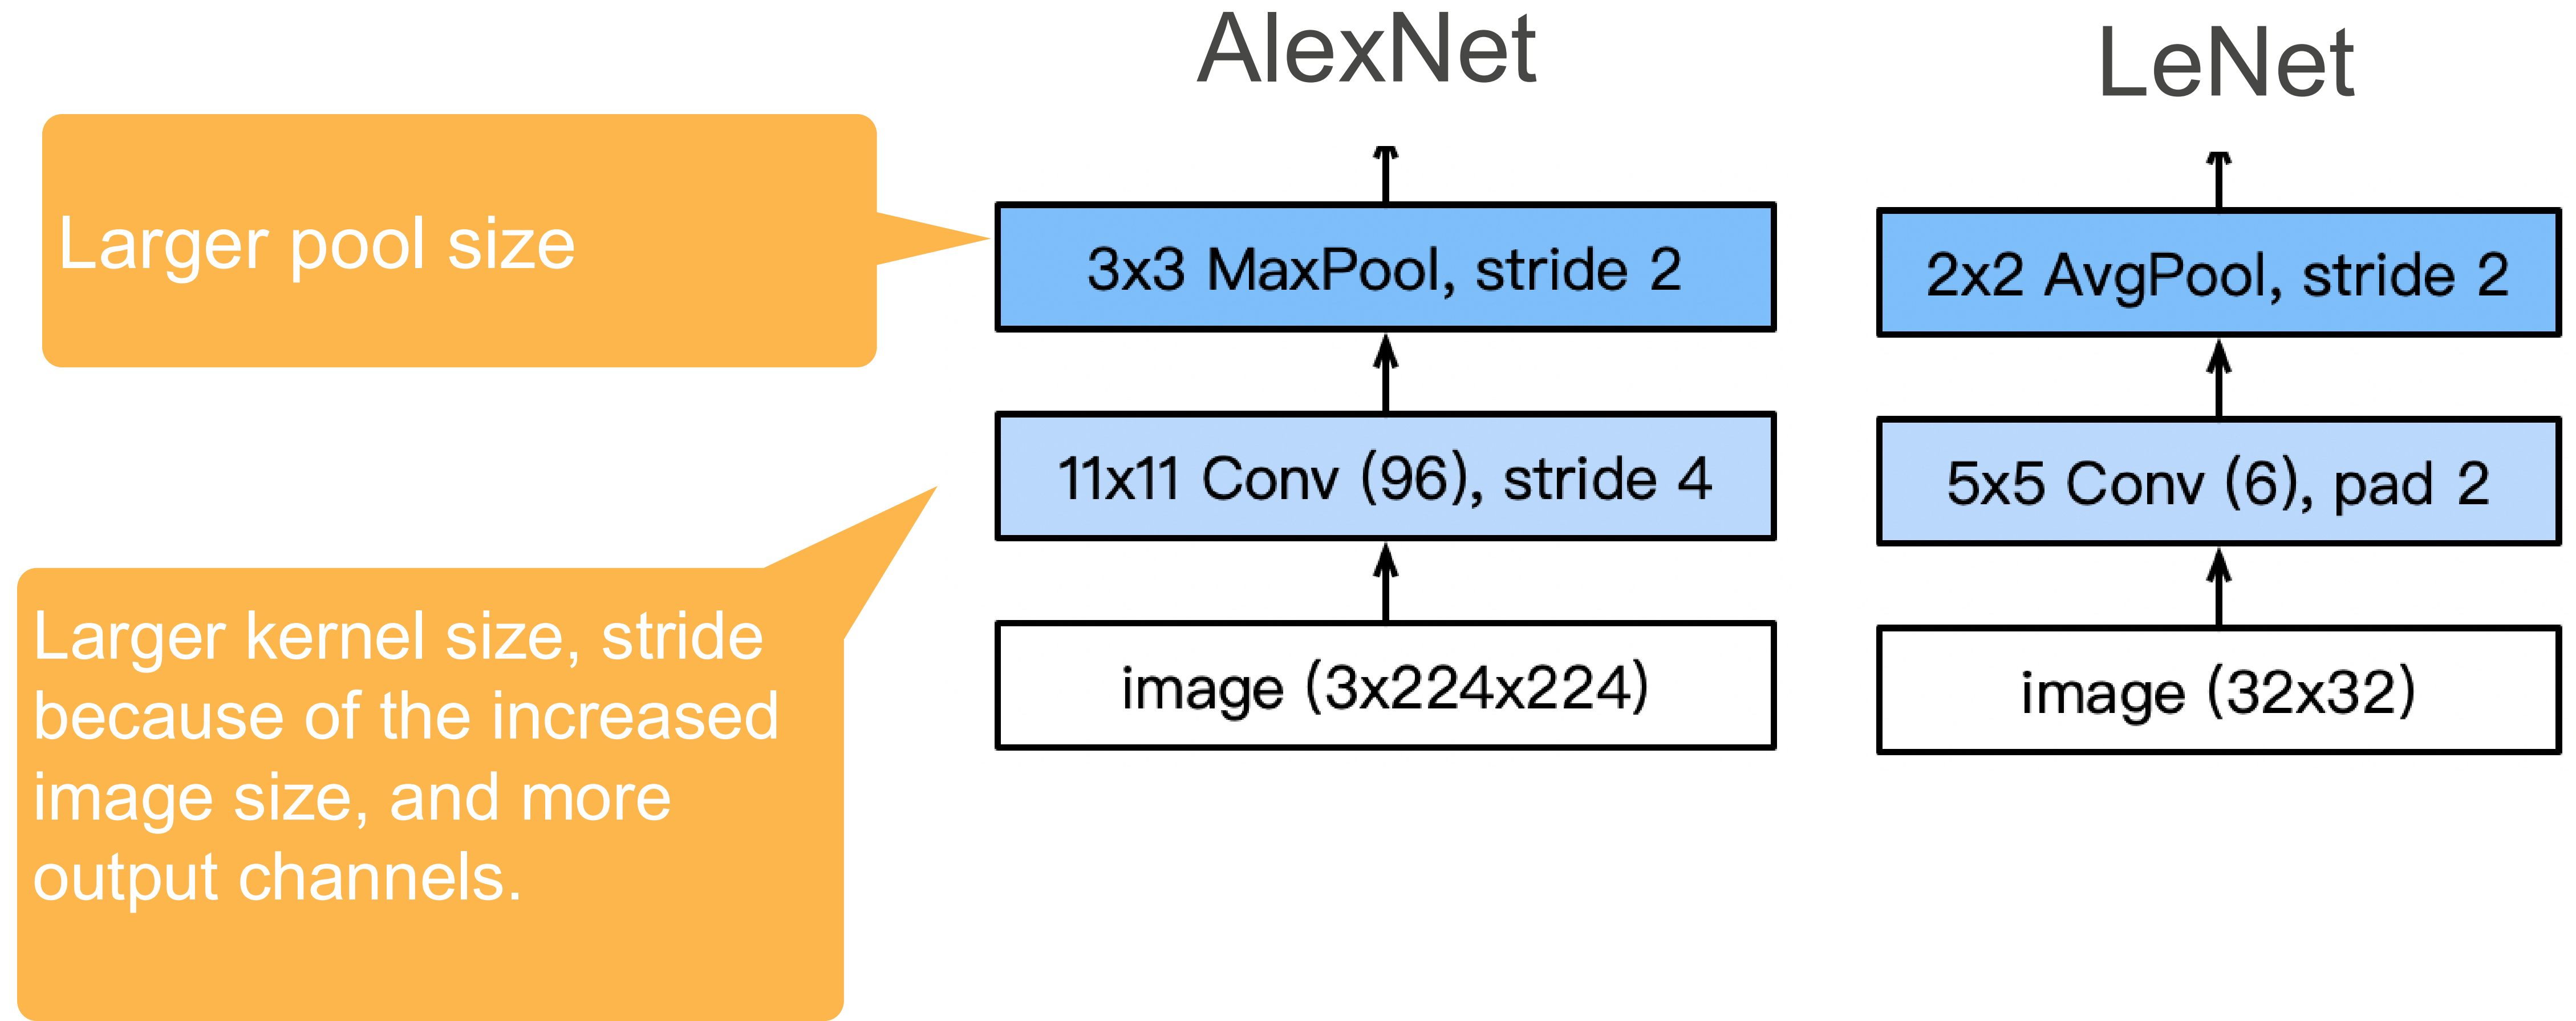 AlexNet
LeNet
Larger pool size
3x3 MaxPool, stride 2
2x2 AvgPool, stride 2
11x11 Conv (96), stride 4
5x5 Conv (6), pad 2
Larger kernel size, stride
because of the increased
image size, and more
output channels.
image (3x224x224)
image (32x32)